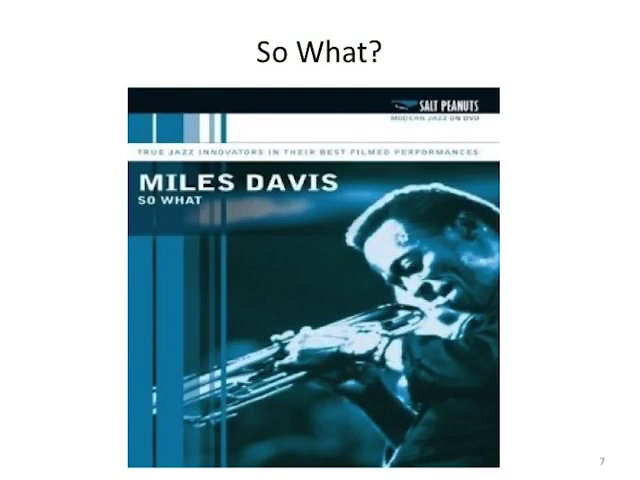 So What?
SALT PEANUTS
MODERN JAZZ ON DVD
TRUE JAZZ INNOVATORS IN THEIR BEST FILMED PERFORMANCES
MILES DAVIS
SO WHAT
7